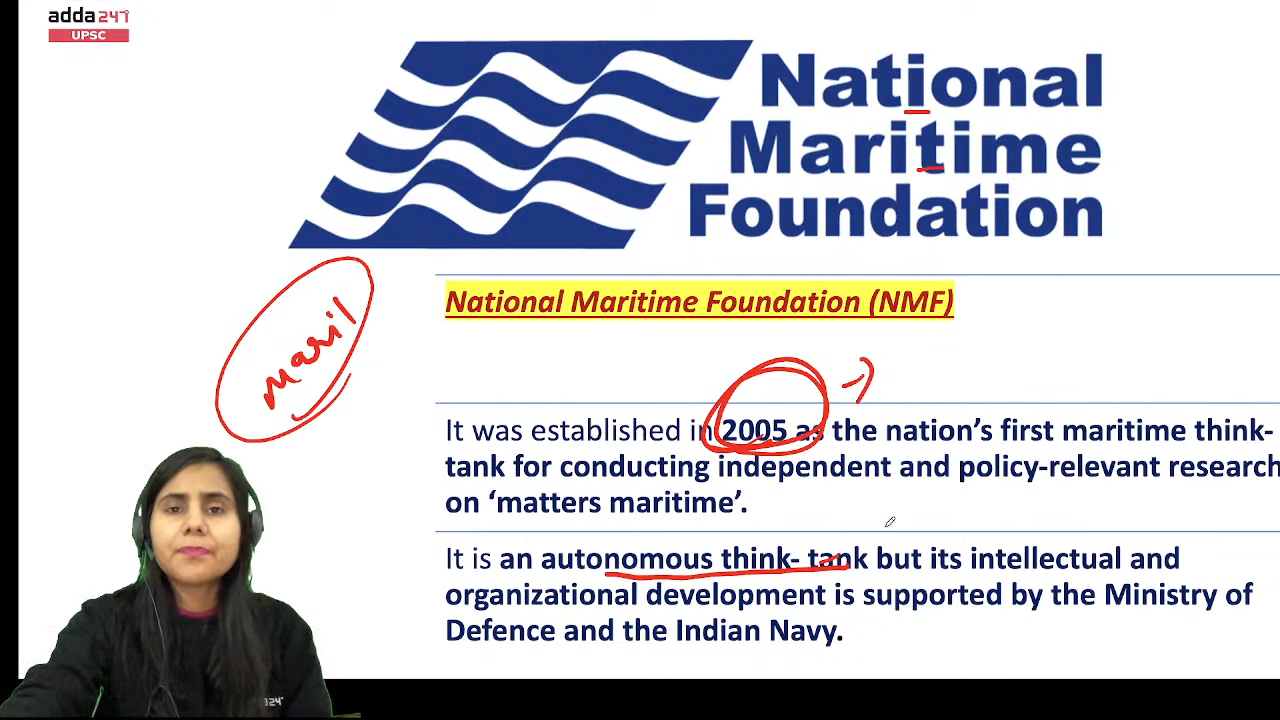 adda247
UPSC
National
Maritime
Foundation
National Maritime Foundation (NMF)
It was established in 2005 as the nation's first maritime think-
tank for conducting independent and policy-relevant research
on 'matters maritime'.
It is an autonomous think- tank but its intellectual and
organizational development is supported by the Ministry of
Defence and the Indian Navy.